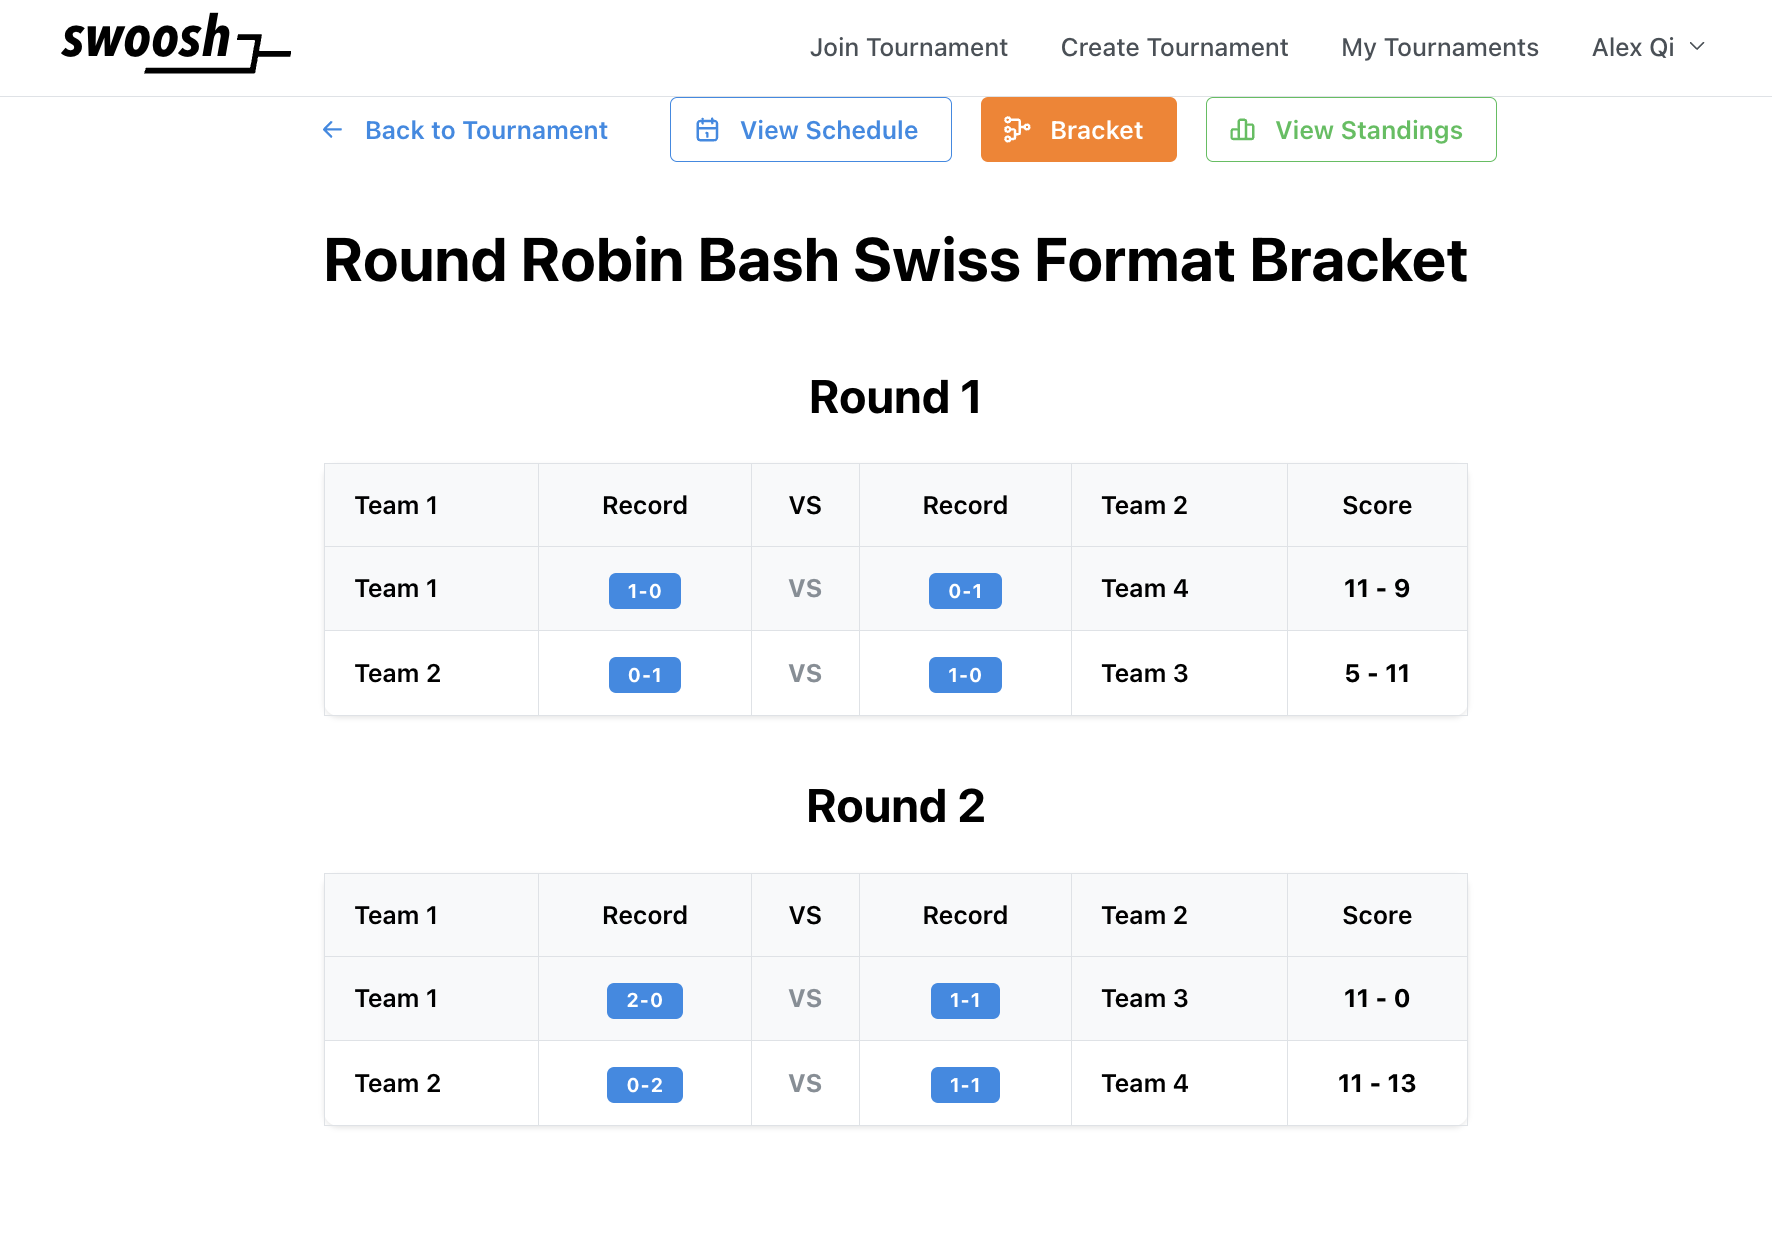 swoosh
Join Tournament Create Tournament My Tournaments Alex Qi
Back to Tournament View Schedule Bracket View Standings
Round Robin Bash Swiss Format Bracket
Round 1
Team 1 Record VS Record Team 2 Score
Team 1 1-0 VS 0-1 Team 4 11 - 9
Team 2 0-1 VS 1-0 Team 3 5 - 11
Round 2
Team 1 Record VS Record Team 2 Score
Team 1 2-0 VS 1-1 Team 3 11 - 0
Team 2 0-2 VS 1-1 Team 4 11 - 13